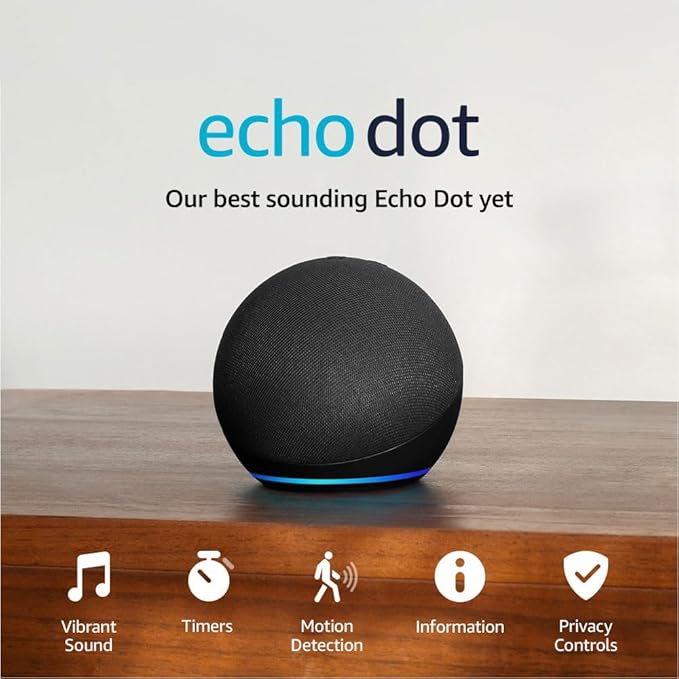 echo dot
Our best sounding Echo Dot yet
Vibrant
Sound
Timers
Motion
Detection
Information
Privacy
Controls